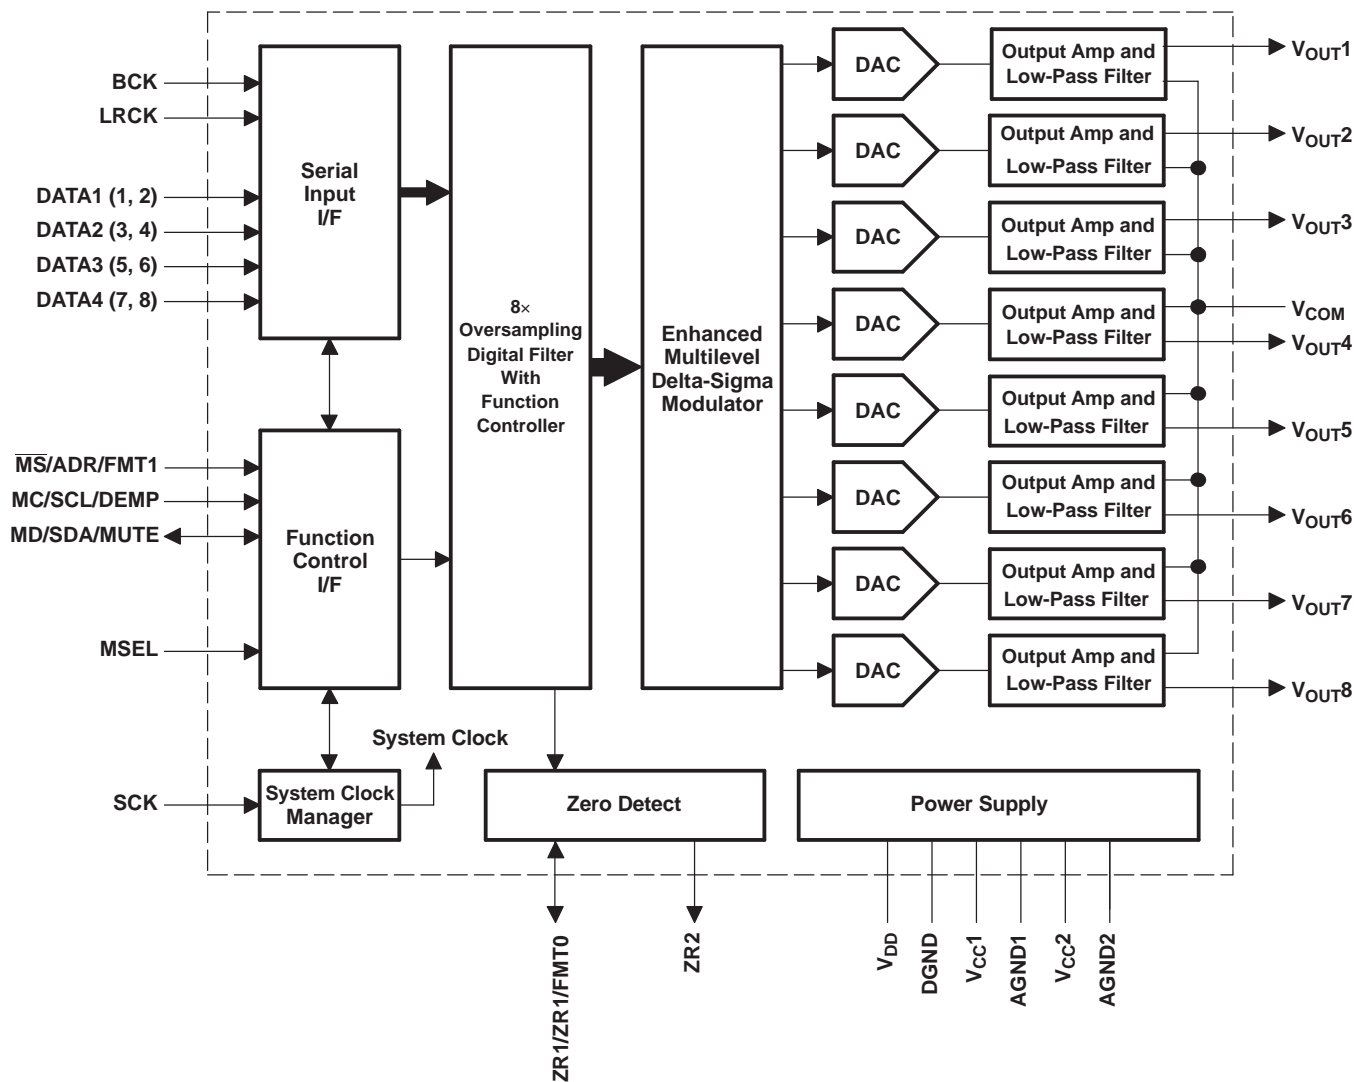 BCK
LRCK
DATA1 (1, 2)
DATA2 (3, 4)
DATA3 (5, 6)
DATA4 (7, 8)
MS/ADR/FMT1
MC/SCL/DEMP
MD/SDA/MUTE
MSEL
SCK
Serial
Input
I/F
Function
Control
I/F
System Clock
Manager
System Clock
8×
Oversampling
Digital Filter
With
Function
Controller
Enhanced
Multilevel
Delta-Sigma
Modulator
DAC
Output Amp and
Low-Pass Filter
VOUT1
DAC
Output Amp and
Low-Pass Filter
VOUT2
DAC
Output Amp and
Low-Pass Filter
VOUT3
DAC
Output Amp and
Low-Pass Filter
VCOM
VOUT4
DAC
Output Amp and
Low-Pass Filter
VOUT5
DAC
Output Amp and
Low-Pass Filter
VOUT6
DAC
Output Amp and
Low-Pass Filter
VOUT7
DAC
Output Amp and
Low-Pass Filter
VOUT8
Zero Detect
Power Supply
ZR1/ZR1/FMT0
ZR2
VDD
DGND
VCC1
AGND1
VCC2
AGND2